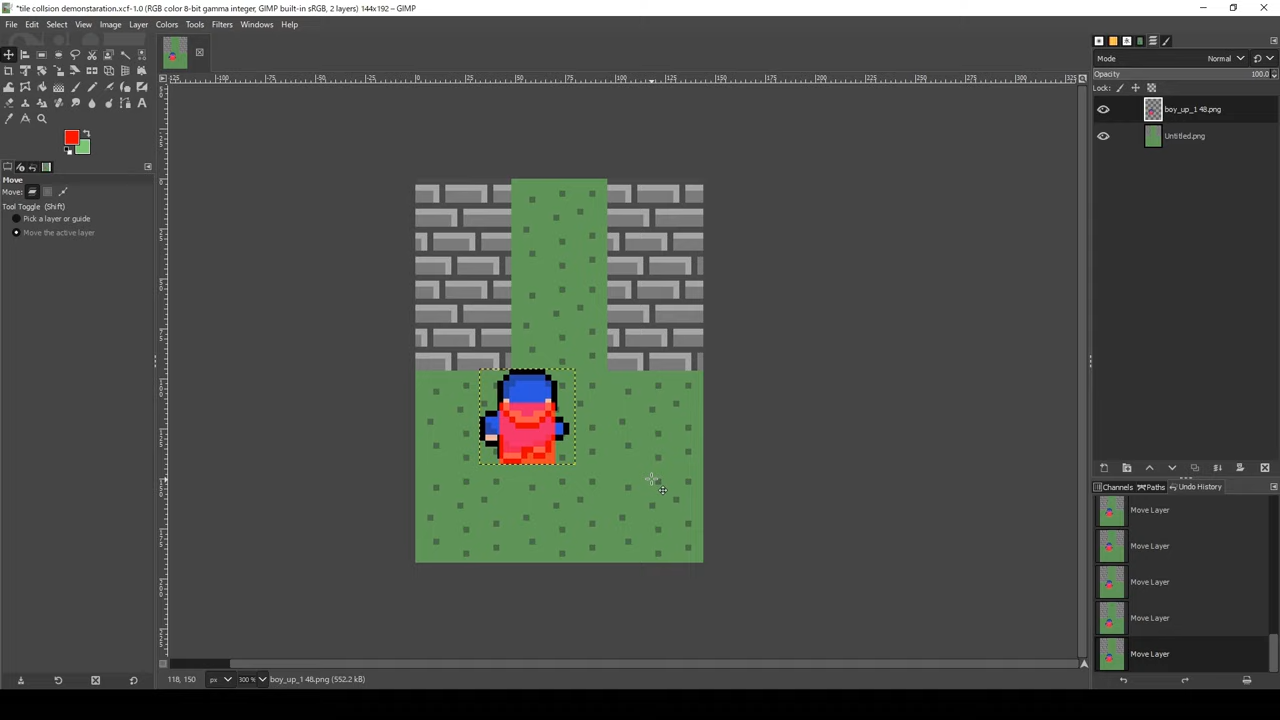 *tile collsion demonstaration.xcf-1.0 (RGB color 8-bit gamma integer, GIMP built-in sRGB, 2 layers) 144x192 – GIMP
File Edit Select View Image Layer Colors Tools Filters Windows Help
Mode Normal
Opacity 100.0
Lock:
boy_up_1 48.png
Untitled.png
Move
Move:
Tool Toggle (Shift)
Pick a layer or guide
Move the active layer
Channels Paths Undo History
Move Layer
Move Layer
Move Layer
Move Layer
Move Layer
118, 150 px 300 % boy_up_1 48.png (552.2 kB)